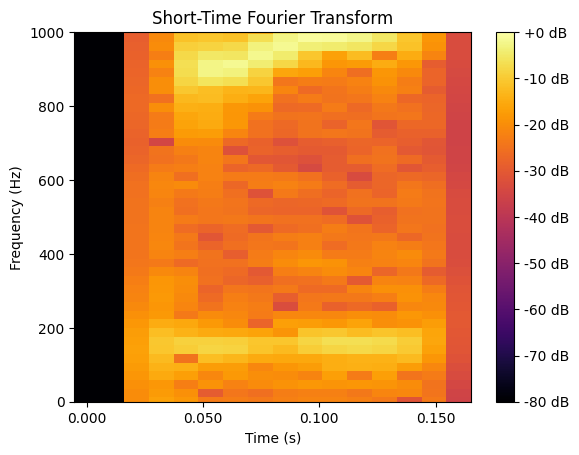 Short-Time Fourier Transform
1000
800
600
400
200
0
Frequency (Hz)
0.000
0.050
0.100
0.150
Time (s)
+0 dB
-10 dB
-20 dB
-30 dB
-40 dB
-50 dB
-60 dB
-70 dB
-80 dB